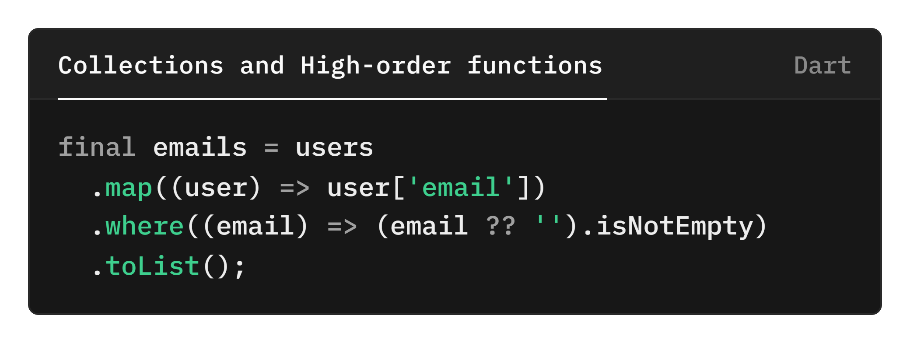 Collections and High-order functions
Dart
final emails = users
  .map((user) => user['email'])
  .where((email) => (email ?? '').isNotEmpty)
  .toList();